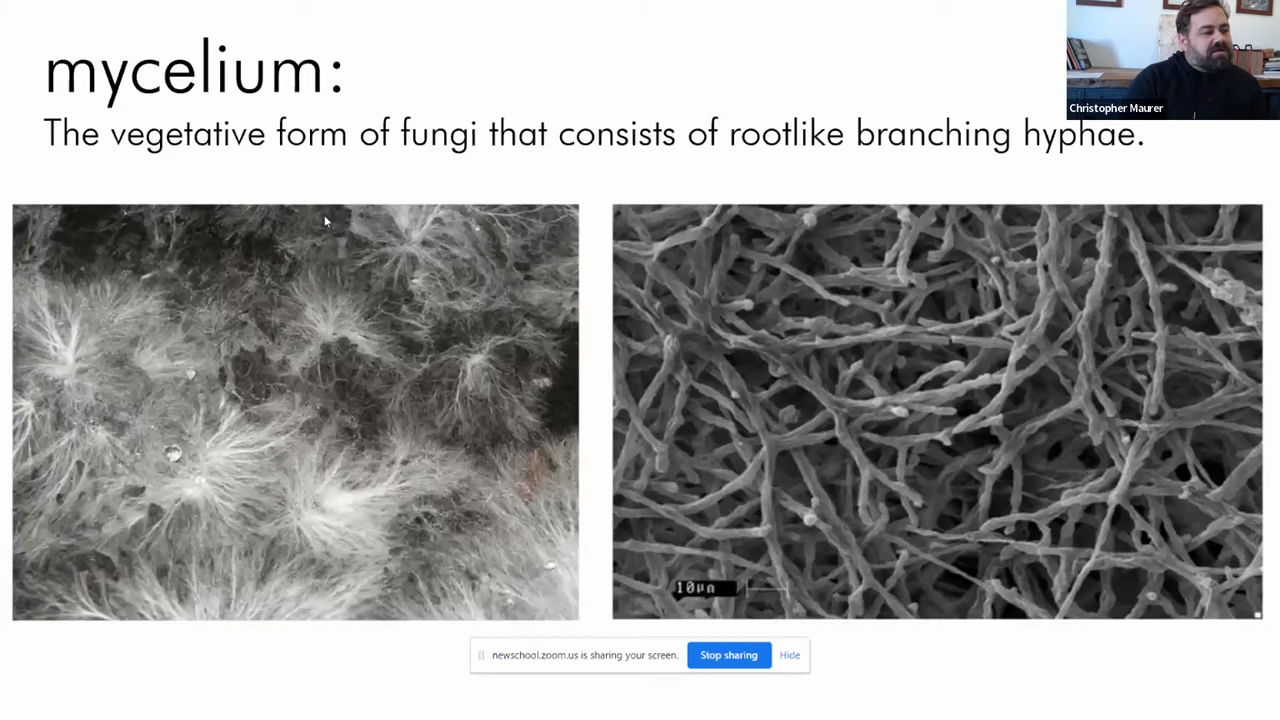 mycelium:
The vegetative form of fungi that consists of rootlike branching hyphae.
Christopher Maurer
10μm
newschool.zoom.us is sharing your screen. Stop sharing Hide